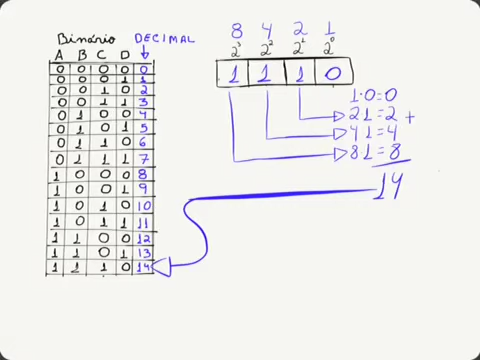 Binário DECIMAL
A B C D
0 0 0 0 0
0 0 0 1 1
0 0 1 0 2
0 0 1 1 3
0 1 0 0 4
0 1 0 1 5
0 1 1 0 6
0 1 1 1 7
1 0 0 0 8
1 0 0 1 9
1 0 1 0 10
1 0 1 1 11
1 1 0 0 12
1 1 0 1 13
1 1 1 0 14
8 4 2 1
2³ 2² 2¹ 2⁰
1 1 1 0
1·0=0
2·1=2 +
4·1=4
8·1=8
14